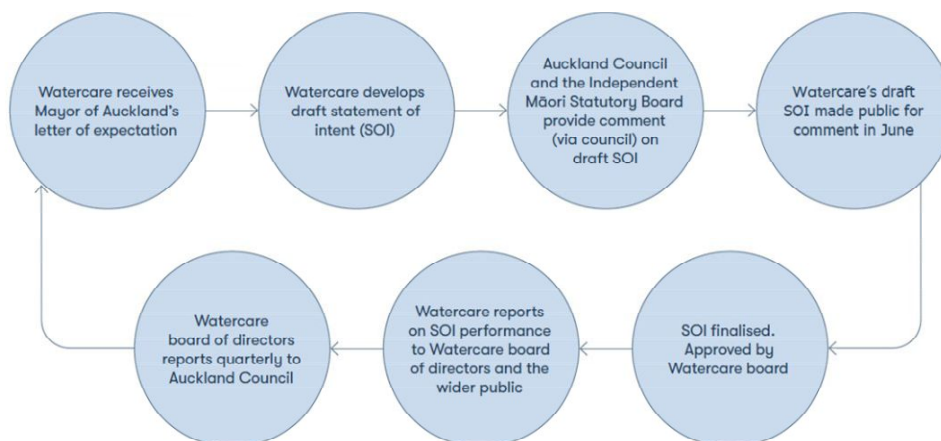 Watercare receives
Mayor of Auckland's
letter of expectation
Watercare develops
draft statement
of intent (SOI)
Auckland Council
and the Independent
Māori Statutory Board
provide comment
(via council) on
draft SOI
Watercare's draft
SOI made public for
comment in June
SOI finalised.
Approved by
Watercare board
Watercare reports
on SOI performance
to Watercare board
of directors and the
wider public
Watercare
board of directors
reports quarterly to
Auckland Council